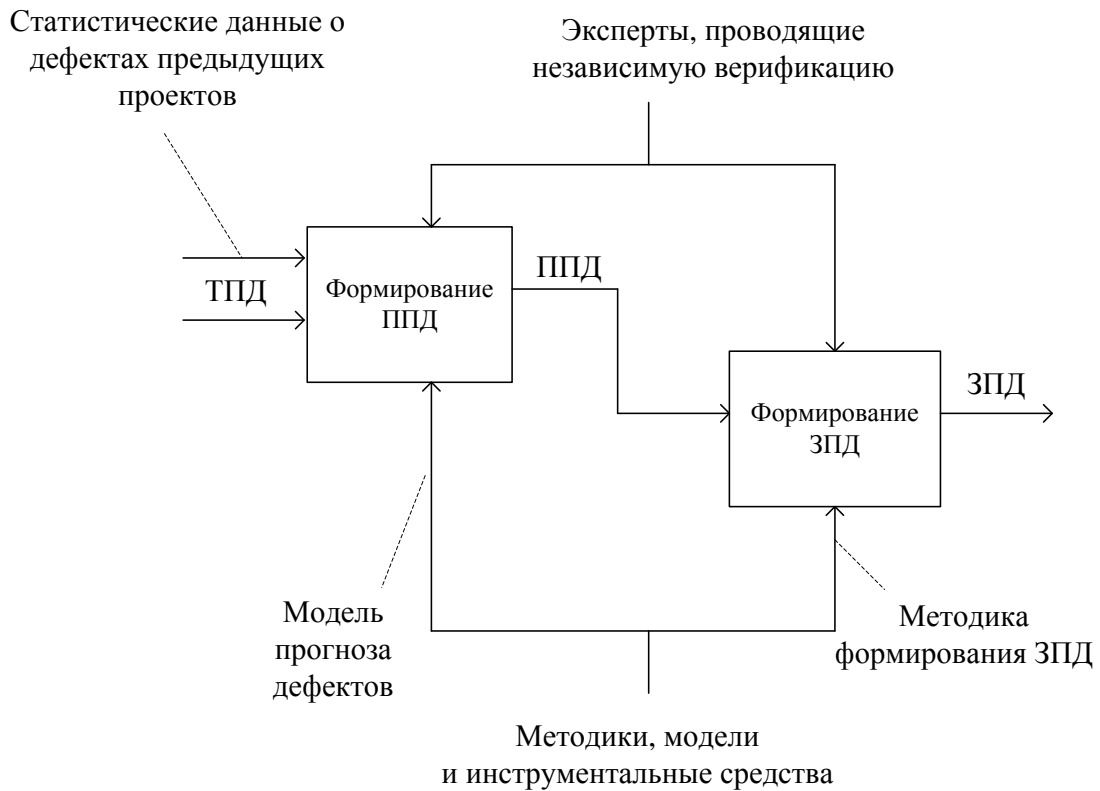 Статистические данные о
дефектах предыдущих
проектов
Эксперты, проводящие
независимую верификацию
ТПД
Формирование
ППД
ППД
Формирование
ЗПД
ЗПД
Модель
прогноза
дефектов
Методика
формирования ЗПД
Методики, модели
и инструментальные средства